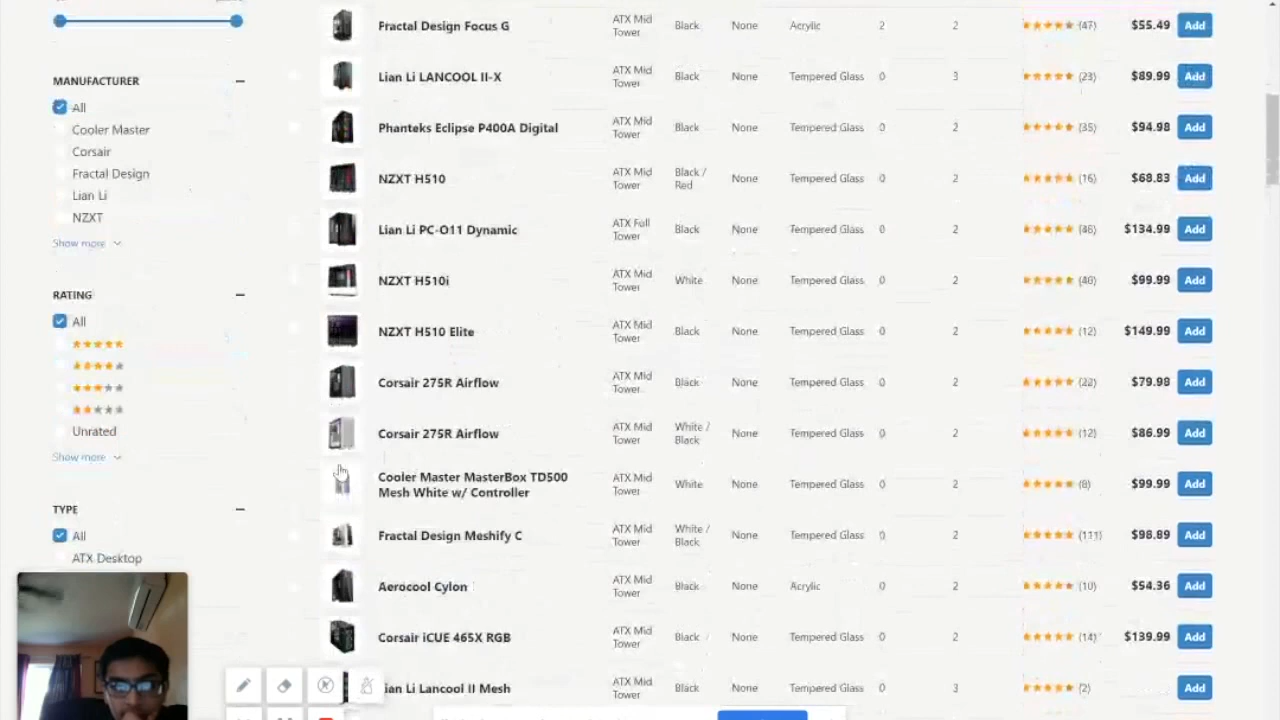 Fractal Design Focus G ATX Mid Tower Black None Acrylic 2 2 (47) $55.49 Add
MANUFACTURER
All
Cooler Master
Corsair
Fractal Design
Lian Li
NZXT
Show more
Lian Li LANCOOL II-X ATX Mid Tower Black None Tempered Glass 0 3 (23) $89.99 Add
Phanteks Eclipse P400A Digital ATX Mid Tower Black None Tempered Glass 0 2 (35) $94.98 Add
NZXT H510 ATX Mid Tower Black / Red None Tempered Glass 0 2 (16) $68.83 Add
Lian Li PC-O11 Dynamic ATX Full Tower Black None Tempered Glass 0 2 $134.99 Add
NZXT H510i ATX Mid Tower White None Tempered Glass 0 2 $99.99 Add
RATING
All
Unrated
Show more
NZXT H510 Elite ATX Mid Tower Black None Tempered Glass 0 2 (12) $149.99 Add
Corsair 275R Airflow ATX Mid Tower Black None Tempered Glass 0 2 (22) $79.98 Add
Corsair 275R Airflow ATX Mid Tower White / Black None Tempered Glass 0 2 (12) $86.99 Add
Cooler Master MasterBox TD500 Mesh White w/ Controller ATX Mid Tower White None Tempered Glass 0 2 (8) $99.99 Add
TYPE
All
ATX Desktop
Fractal Design Meshify C ATX Mid Tower White / Black None Tempered Glass 0 2 $98.89 Add
Aerocool Cylon ATX Mid Tower Black None Acrylic 0 2 (10) $54.36 Add
Corsair iCUE 465X RGB ATX Mid Tower Black None Tempered Glass 0 2 (14) $139.99 Add
Lian Li Lancool II Mesh ATX Mid Tower Black None Tempered Glass 0 3 (2) Add